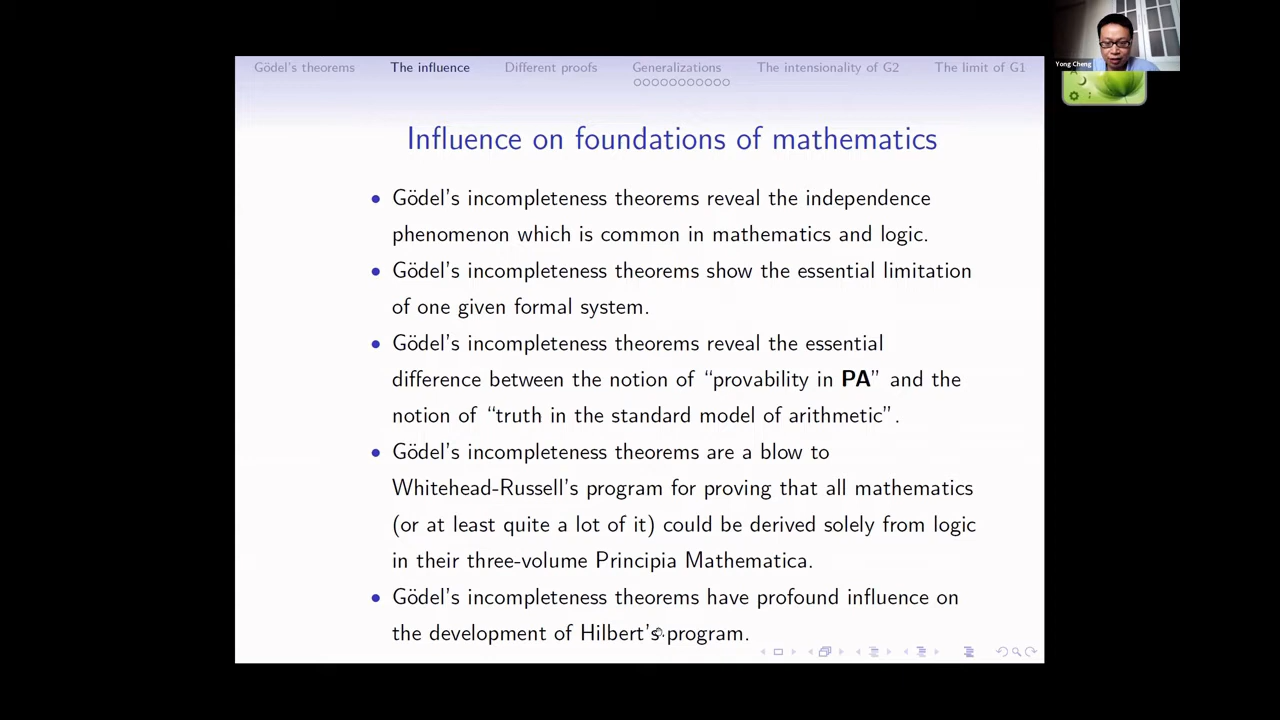 Yong Cheng
Gödel's theorems The influence Different proofs Generalizations The intensionality of G2 The limit of G1
Influence on foundations of mathematics
• Gödel's incompleteness theorems reveal the independence
phenomenon which is common in mathematics and logic.
• Gödel's incompleteness theorems show the essential limitation
of one given formal system.
• Gödel's incompleteness theorems reveal the essential
difference between the notion of “provability in PA” and the
notion of “truth in the standard model of arithmetic”.
• Gödel's incompleteness theorems are a blow to
Whitehead-Russell's program for proving that all mathematics
(or at least quite a lot of it) could be derived solely from logic
in their three-volume Principia Mathematica.
• Gödel's incompleteness theorems have profound influence on
the development of Hilbert's program.